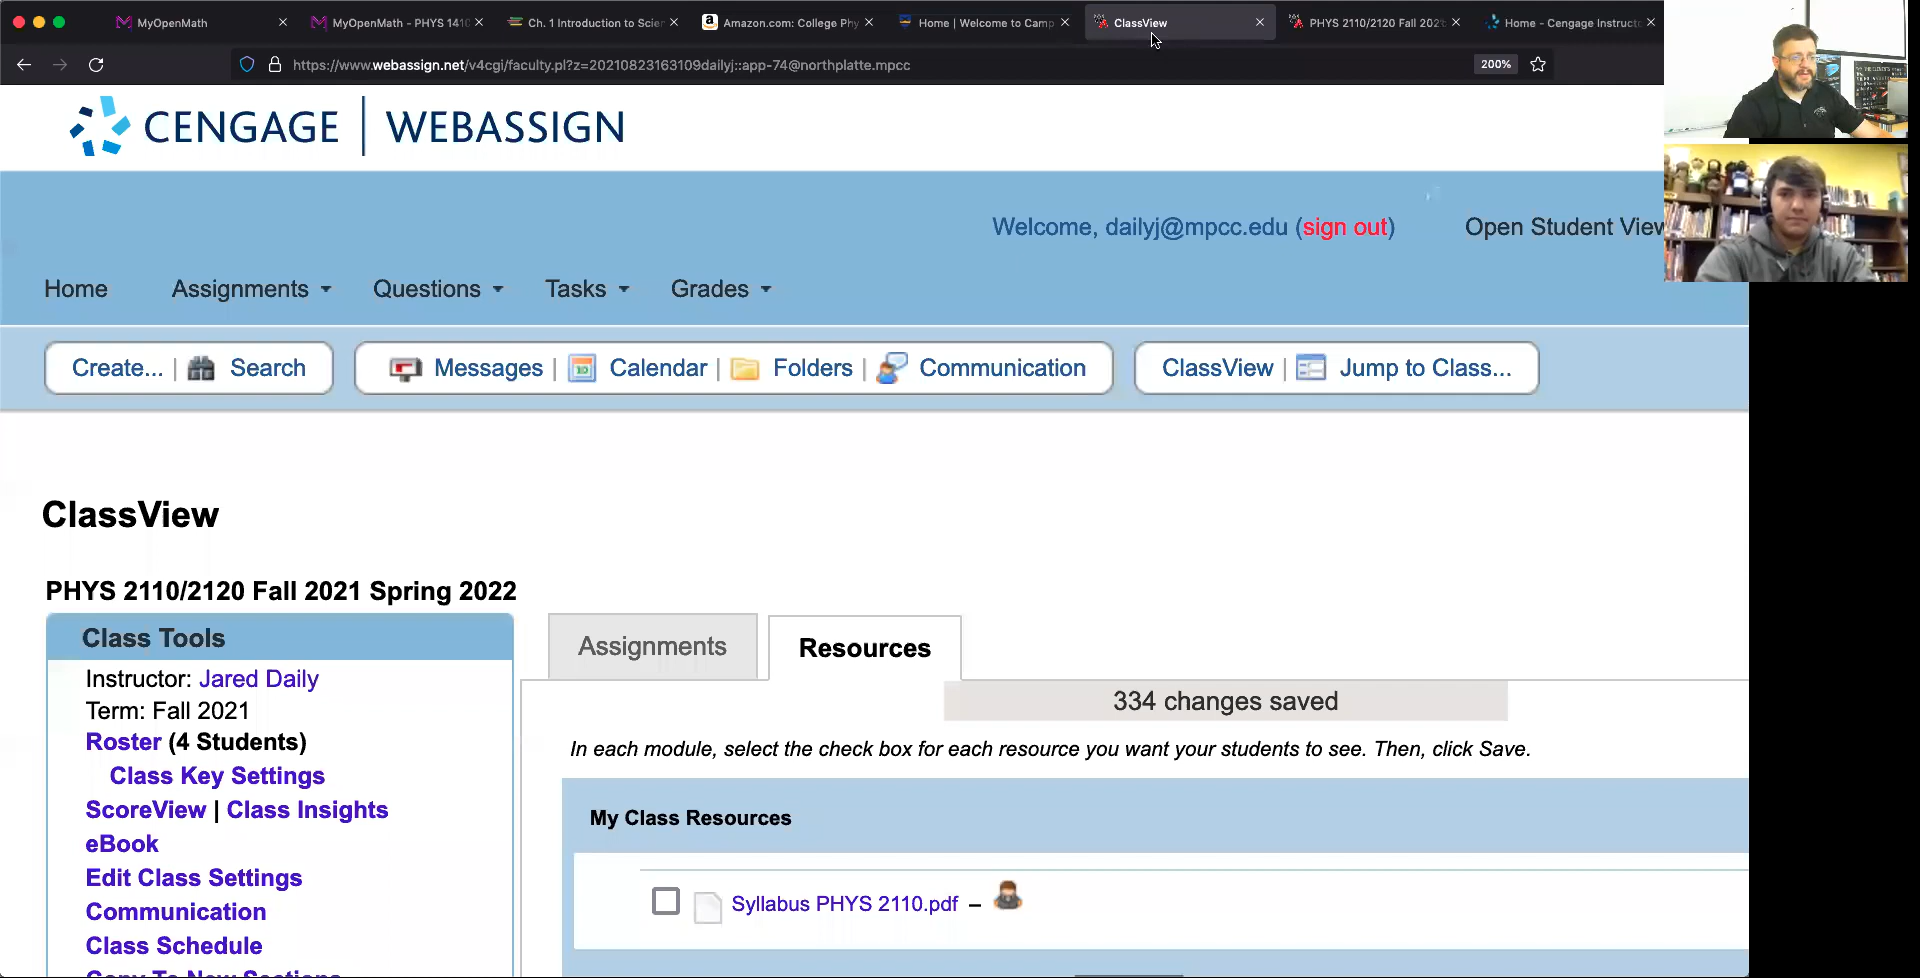 MyOpenMath
MyOpenMath - PHYS 1410
Ch. 1 Introduction to Scien
Amazon.com: College Phy
Home | Welcome to Camp
ClassView
PHYS 2110/2120 Fall 202
Home - Cengage Instructo
https://www.webassign.net/v4cgi/faculty.pl?z=20210823163109dailyj::app-74@northplatte.mpcc
200%
CENGAGE | WEBASSIGN
Welcome, dailyj@mpcc.edu (sign out)
Open Student View
Home
Assignments
Questions
Tasks
Grades
Create... | Search
Messages | Calendar | Folders | Communication
ClassView | Jump to Class...
ClassView
PHYS 2110/2120 Fall 2021 Spring 2022
Class Tools
Instructor: Jared Daily
Term: Fall 2021
Roster (4 Students)
Class Key Settings
ScoreView | Class Insights
eBook
Edit Class Settings
Communication
Class Schedule
Copy To New Sections
Assignments
Resources
334 changes saved
In each module, select the check box for each resource you want your students to see. Then, click Save.
My Class Resources
Syllabus PHYS 2110.pdf –